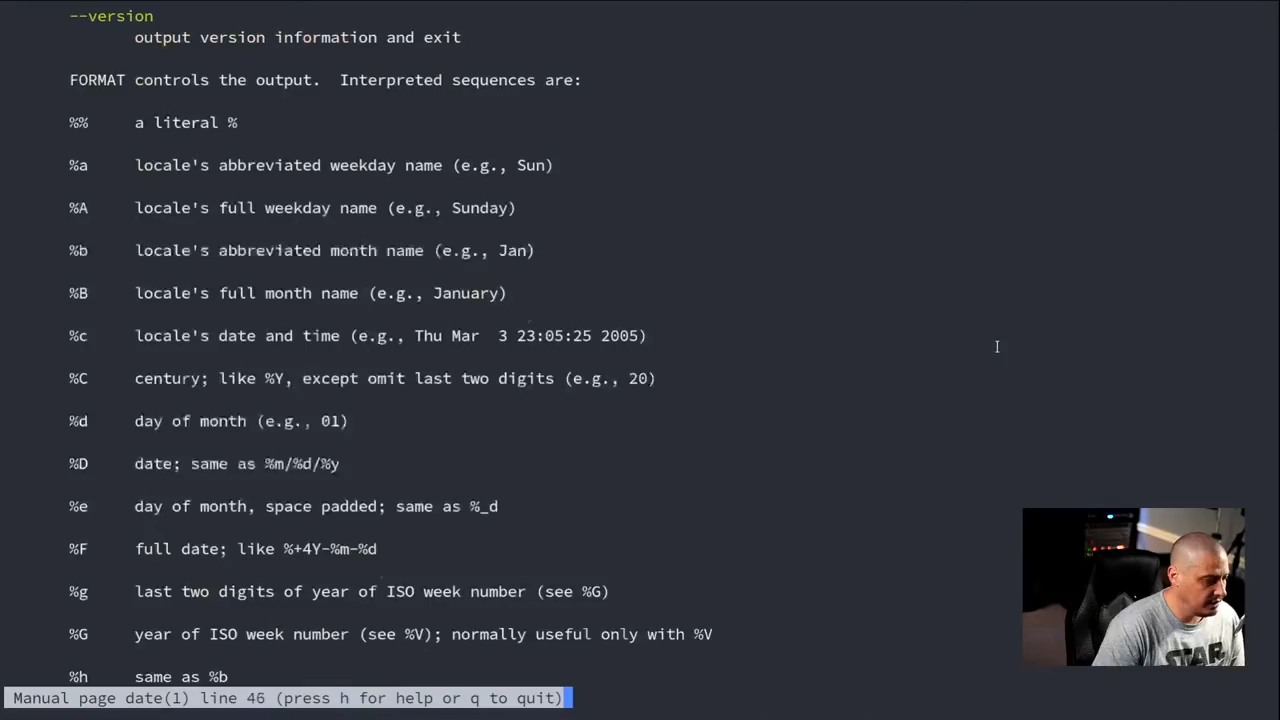 --version
output version information and exit
FORMAT controls the output.  Interpreted sequences are:
%%     a literal %
%a     locale's abbreviated weekday name (e.g., Sun)
%A     locale's full weekday name (e.g., Sunday)
%b     locale's abbreviated month name (e.g., Jan)
%B     locale's full month name (e.g., January)
%c     locale's date and time (e.g., Thu Mar  3 23:05:25 2005)
%C     century; like %Y, except omit last two digits (e.g., 20)
%d     day of month (e.g., 01)
%D     date; same as %m/%d/%y
%e     day of month, space padded; same as %_d
%F     full date; like %+4Y-%m-%d
%g     last two digits of year of ISO week number (see %G)
%G     year of ISO week number (see %V); normally useful only with %V
%h     same as %b
STAR
Manual page date(1) line 46 (press h for help or q to quit)